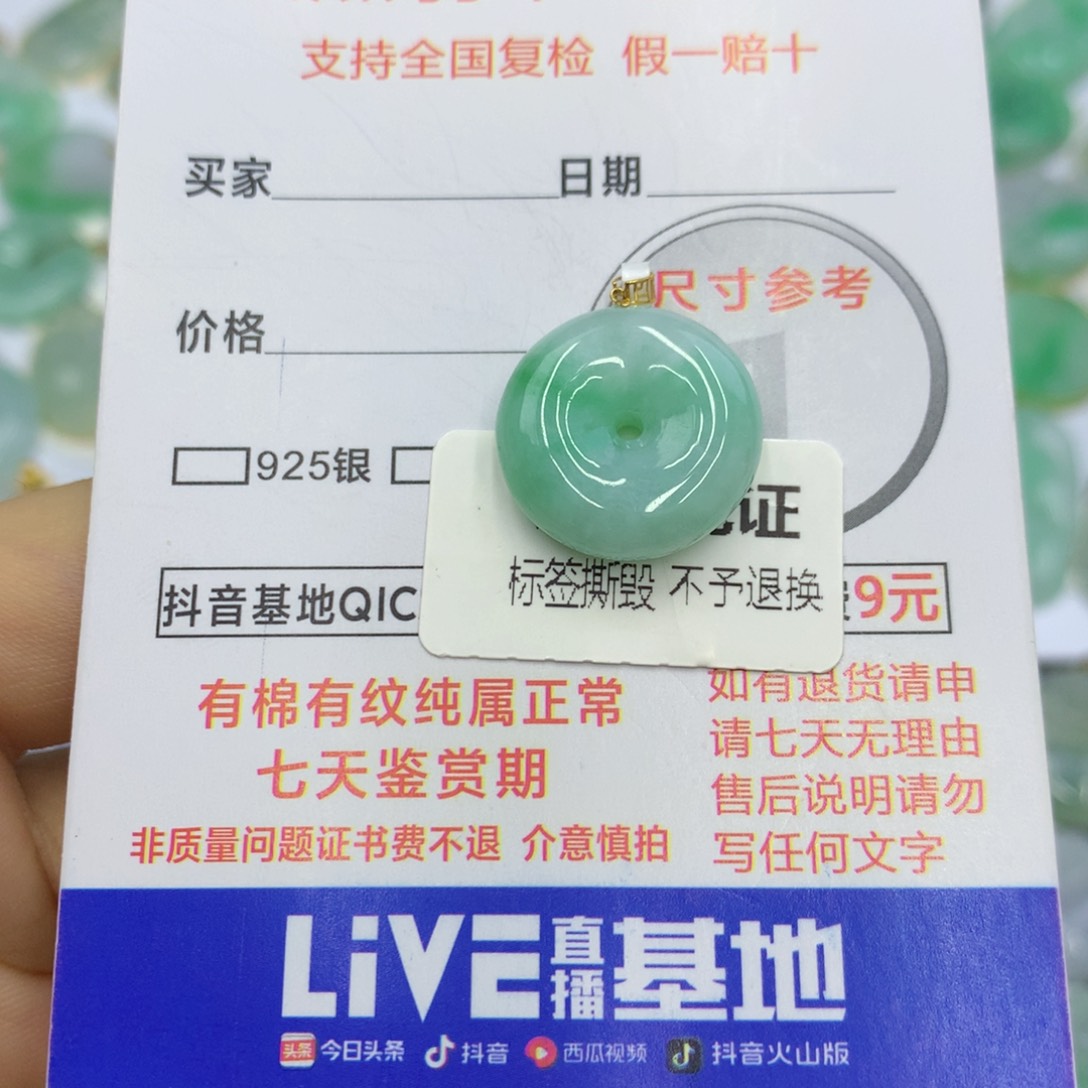 支持全国复检 假一赔十
买家 日期
价格
尺寸参考
925银
证
标签撕毁 不予退换
抖音基地QIC
9元
有棉有纹纯属正常
七天鉴赏期
非质量问题证书费不退 介意慎拍
如有退货请申
请七天无理由
售后说明请勿
写任何文字
LiVE直播基地
头条 今日头条 抖音 西瓜视频 抖音火山版